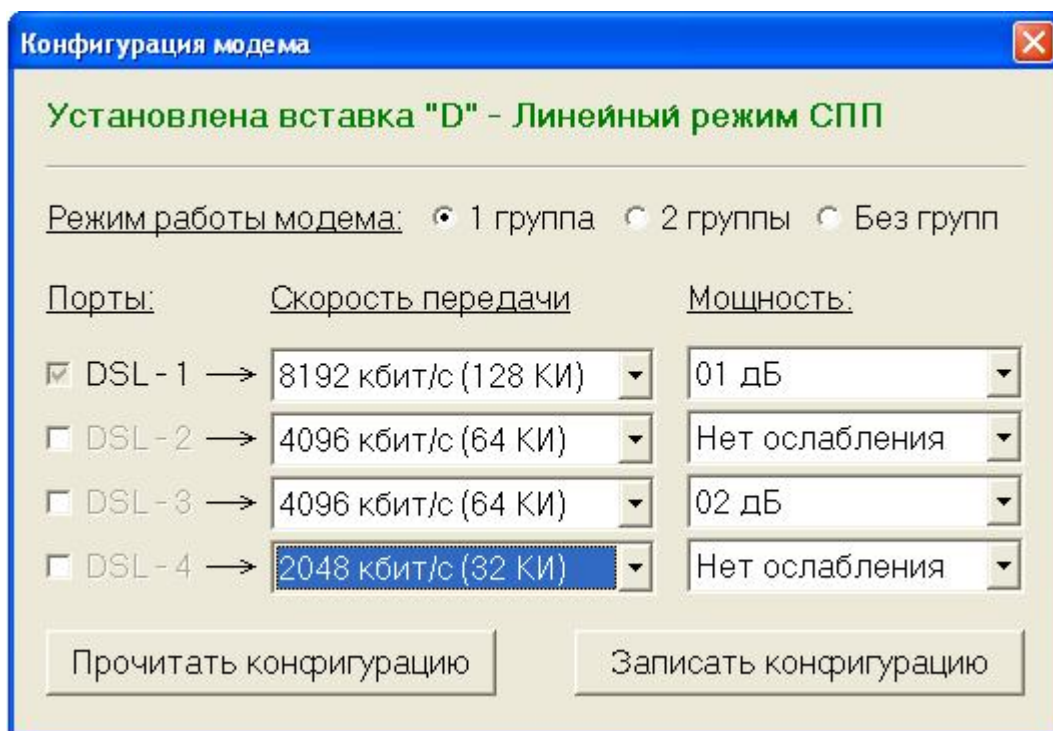 Конфигурация модема
Установлена вставка "D" - Линейный режим СПП
Режим работы модема: 1 группа 2 группы Без групп
Порты: Скорость передачи Мощность:
DSL-1 → 8192 кбит/с (128 КИ) 01 дБ
DSL-2 → 4096 кбит/с (64 КИ) Нет ослабления
DSL-3 → 4096 кбит/с (64 КИ) 02 дБ
DSL-4 → 2048 кбит/с (32 КИ) Нет ослабления
Прочитать конфигурацию Записать конфигурацию